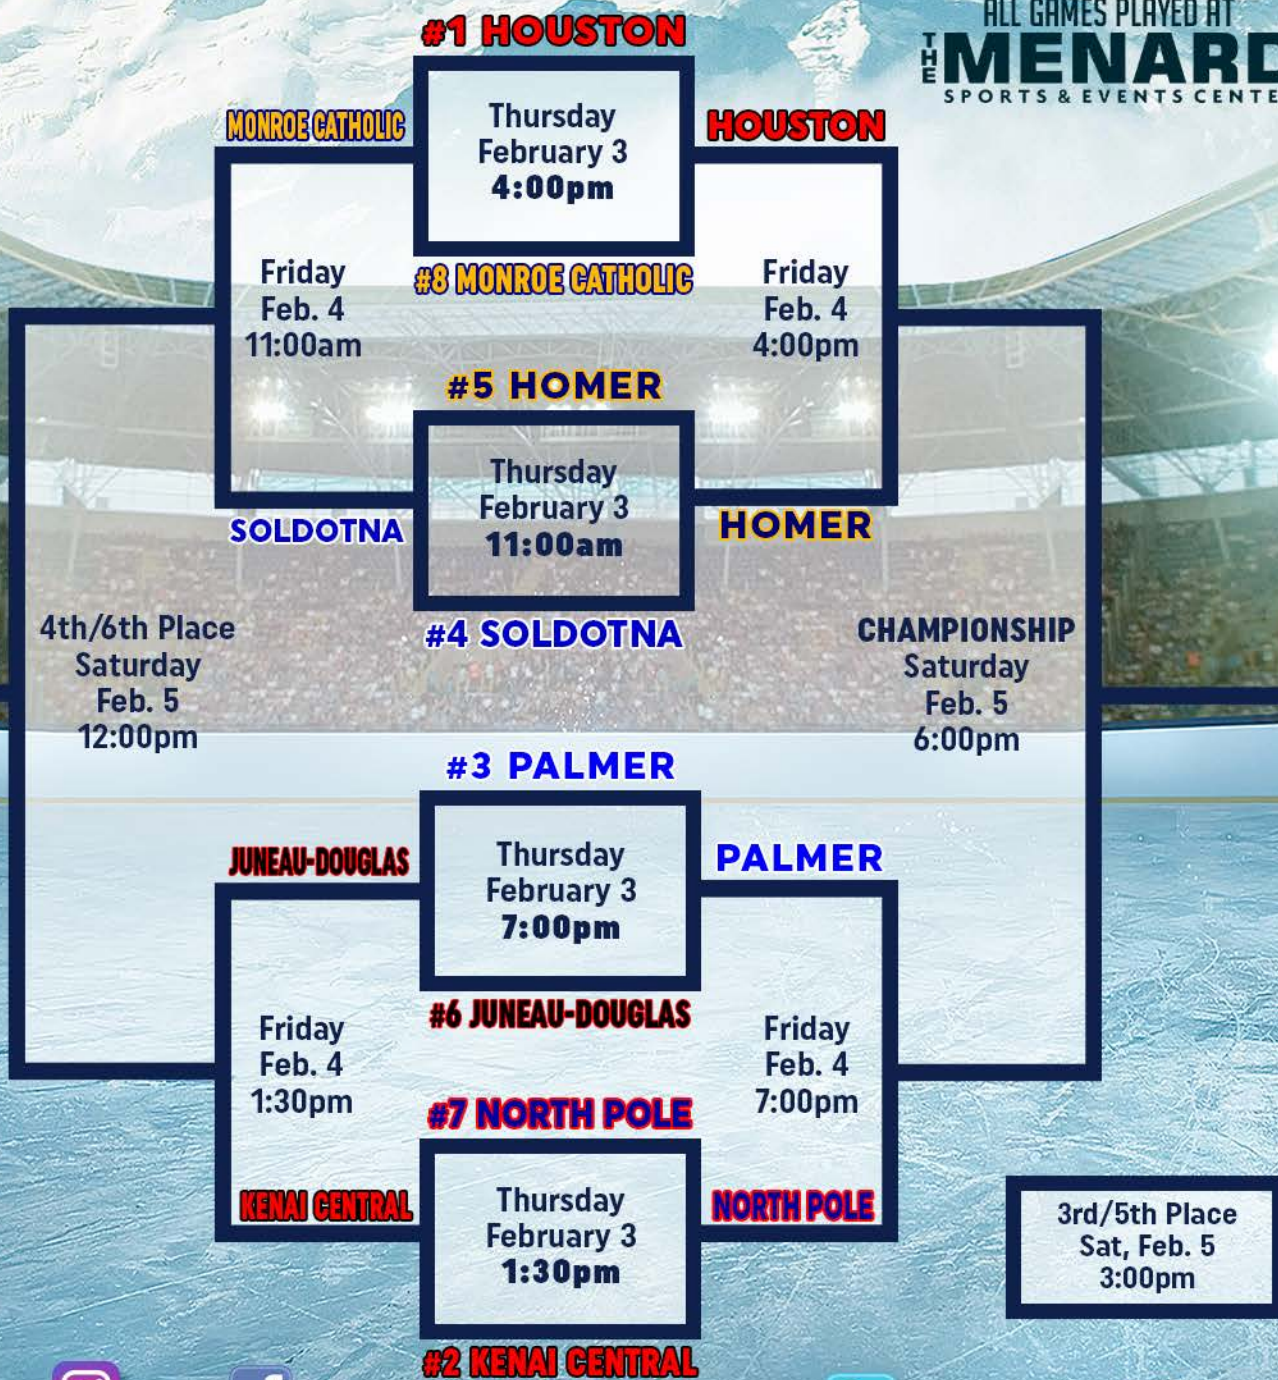 ALL GAMES PLAYED AT
THE MENARD
SPORTS & EVENTS CENTE
#1 HOUSTON
MONROE CATHOLIC
Thursday
February 3
4:00pm
HOUSTON
#8 MONROE CATHOLIC
Friday
Feb. 4
11:00am
Friday
Feb. 4
4:00pm
#5 HOMER
Thursday
February 3
11:00am
SOLDOTNA
HOMER
#4 SOLDOTNA
4th/6th Place
Saturday
Feb. 5
12:00pm
CHAMPIONSHIP
Saturday
Feb. 5
6:00pm
#3 PALMER
JUNEAU-DOUGLAS
Thursday
February 3
7:00pm
PALMER
#6 JUNEAU-DOUGLAS
Friday
Feb. 4
1:30pm
Friday
Feb. 4
7:00pm
#7 NORTH POLE
KENAI CENTRAL
Thursday
February 3
1:30pm
NORTH POLE
#2 KENAI CENTRAL
3rd/5th Place
Sat, Feb. 5
3:00pm